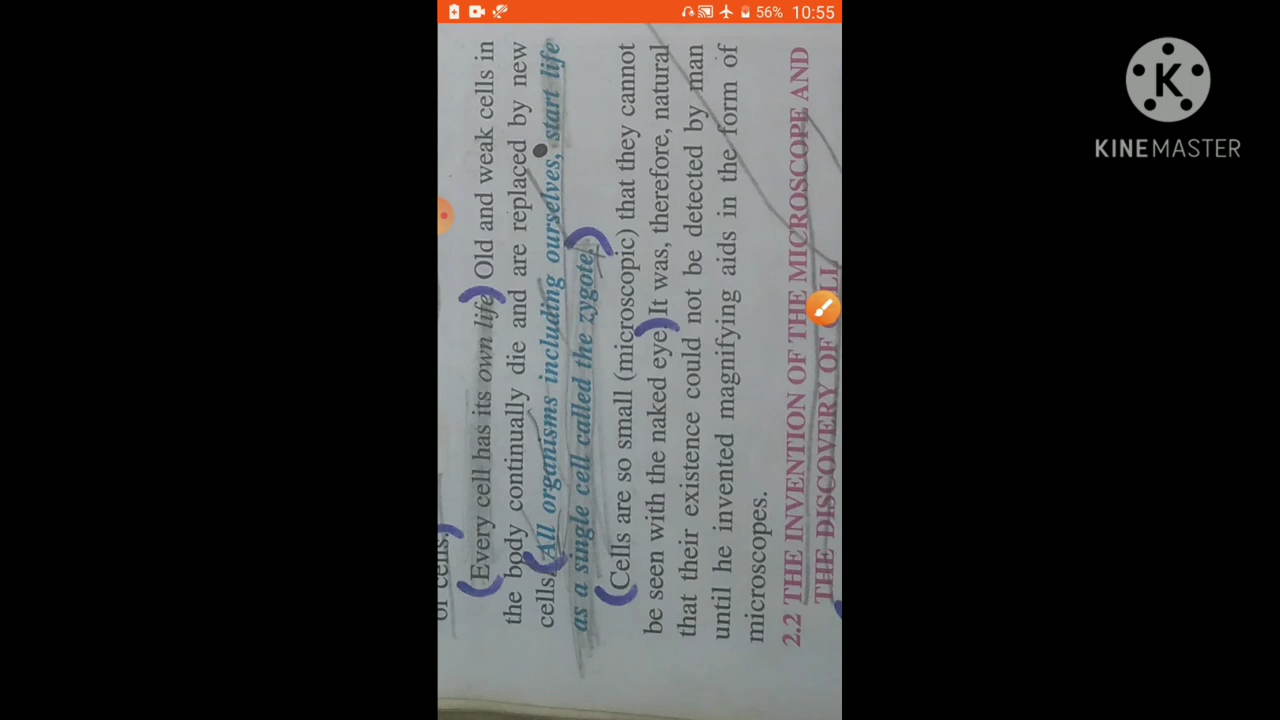 56% 10:55
KINEMASTER
of cells.)
(Every cell has its own life) Old and weak cells in
the body continually die and are replaced by new
cells. (All organisms including ourselves, start life
as a single cell called the zygote.)
(Cells are so small (microscopic) that they cannot
be seen with the naked eye.) It was, therefore, natural
that their existence could not be detected by man
until he invented magnifying aids in the form of
microscopes.
2.2 THE INVENTION OF THE MICROSCOPE AND
THE DISCOVERY OF